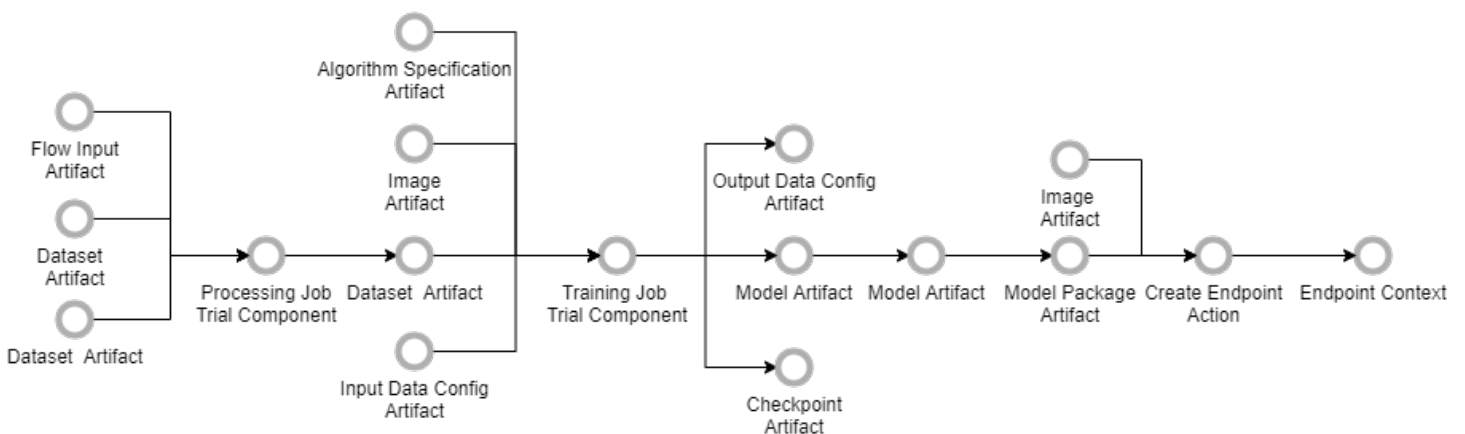 Algorithm Specification
Artifact
Flow Input
Artifact
Image
Artifact
Output Data Config
Artifact
Image
Artifact
Dataset
Artifact
Processing Job
Trial Component
Dataset Artifact
Training Job
Trial Component
Model Artifact
Model Artifact
Model Package
Artifact
Create Endpoint
Action
Endpoint Context
Dataset Artifact
Input Data Config
Artifact
Checkpoint
Artifact